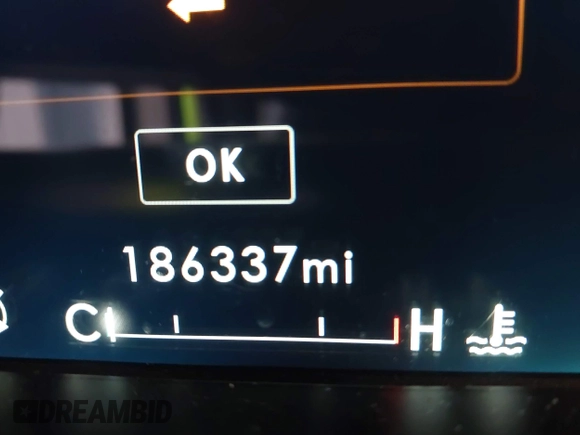 OK
186337mi
C H
DREAMBID